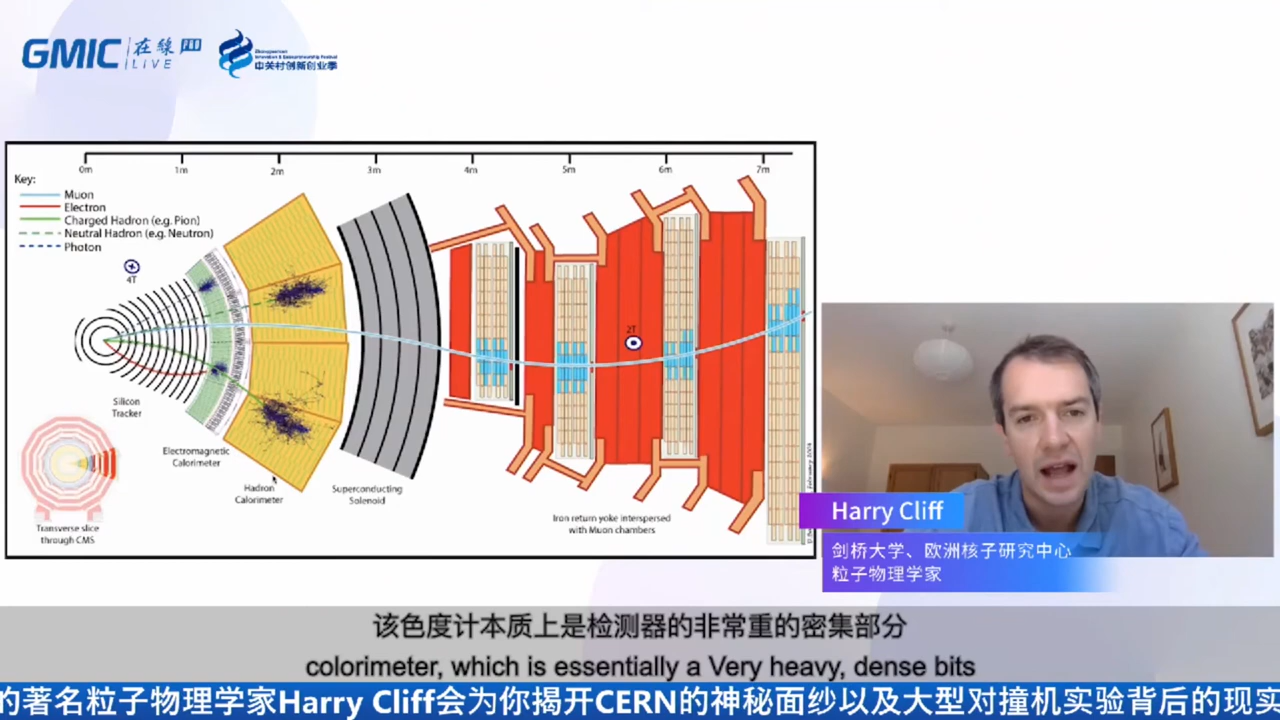 GMIC 在線 PRO
LIVE
Zhongguancun
Innovation & Entrepreneurship Festival
中关村创新创业季
0m 1m 2m 3m 4m 5m 6m 7m
Key:
Muon
Electron
Charged Hadron (e.g. Pion)
Neutral Hadron (e.g. Neutron)
Photon
4T
2T
Silicon
Tracker
Electromagnetic
Calorimeter
Hadron
Calorimeter
Superconducting
Solenoid
Iron return yoke interspersed
with Muon chambers
Transverse slice
through CMS
Harry Cliff
剑桥大学、欧洲核子研究中心
粒子物理学家
该色度计本质上是检测器的非常重的密集部分
colorimeter, which is essentially a Very heavy, dense bits
的著名粒子物理学家Harry Cliff会为你揭开CERN的神秘面纱以及大型对撞机实验背后的现实